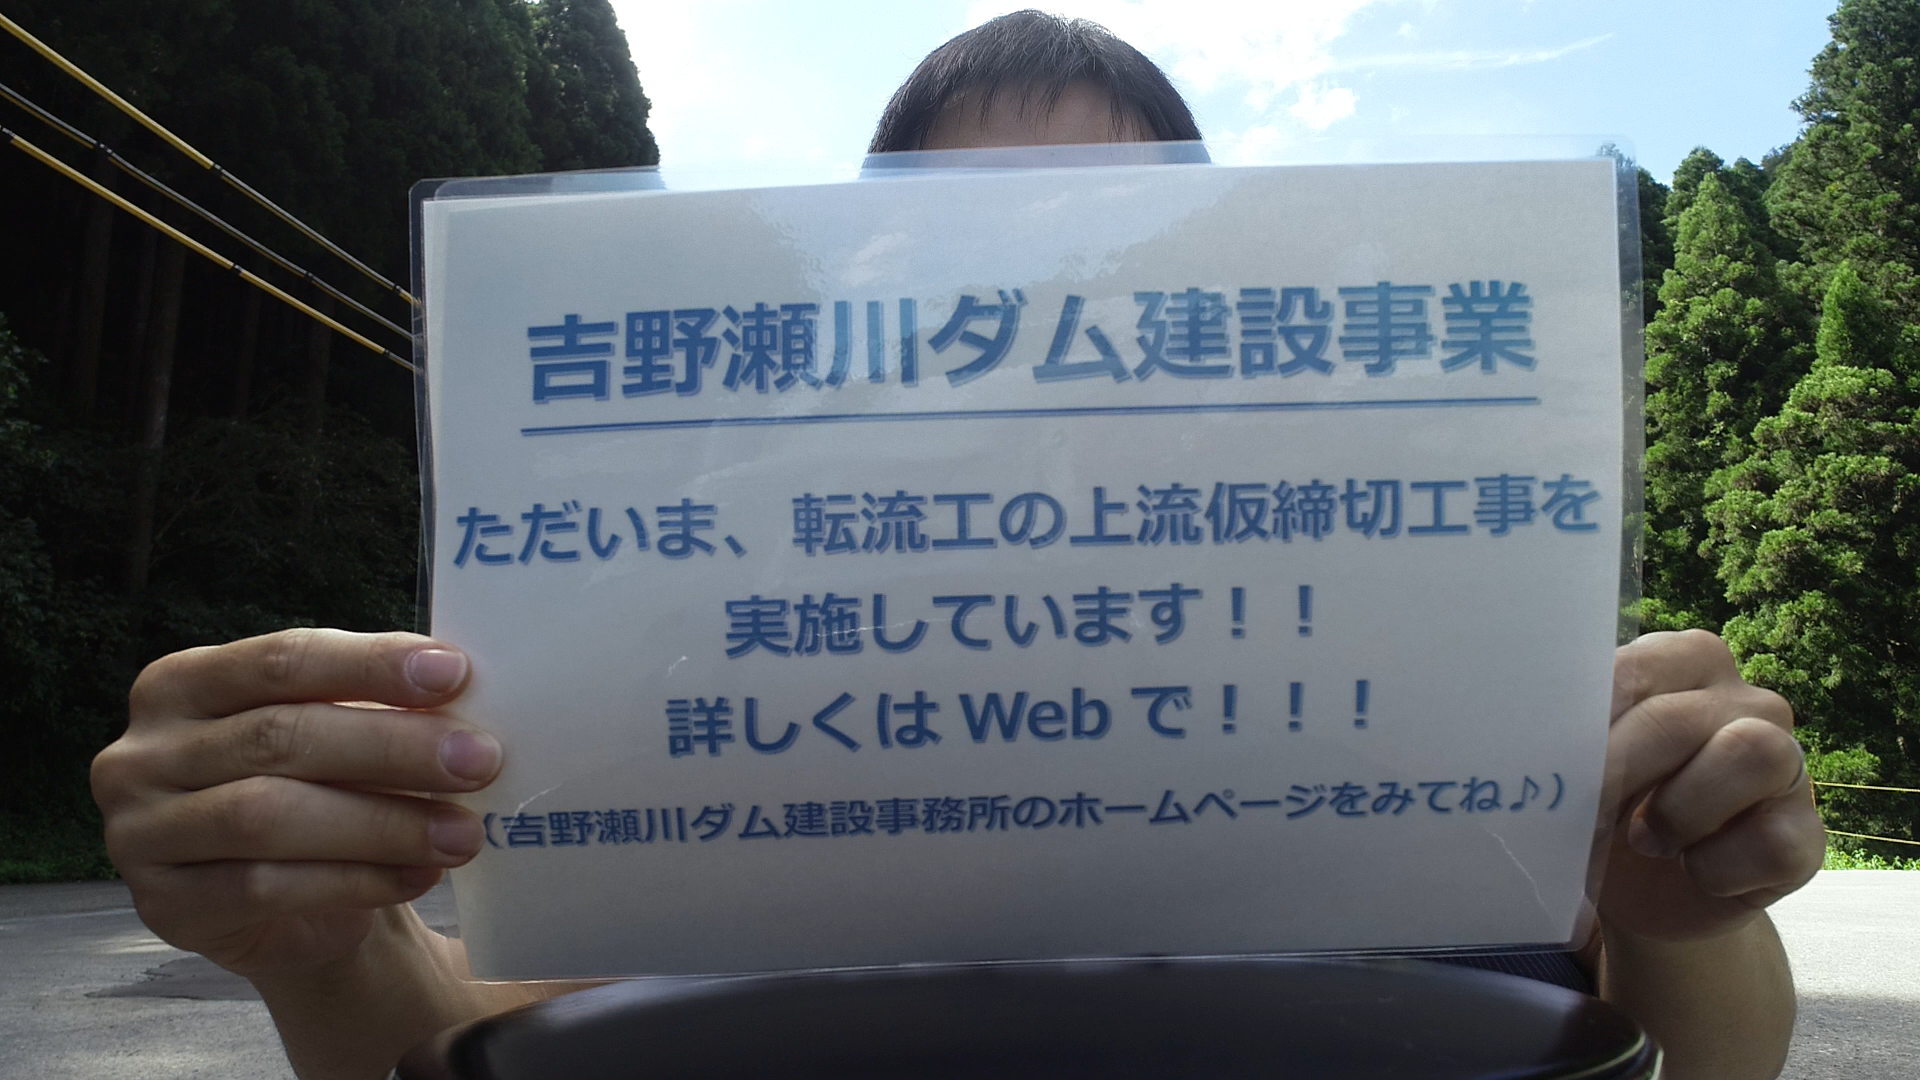 吉野瀬川ダム建設事業
ただいま、転流工の上流仮締切工事を
実施しています！！
詳しくは Web で！！！
（吉野瀬川ダム建設事務所のホームページをみてね♪）